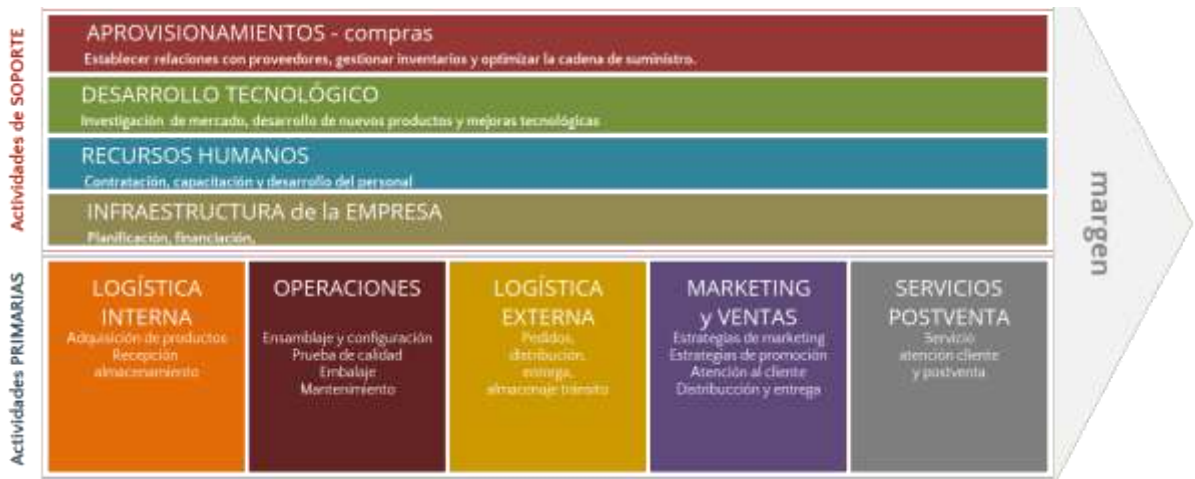 Actividades de SOPORTE
APROVISIONAMIENTOS - compras
Establecer relaciones con proveedores, gestionar inventarios y optimizar la cadena de suministro.
DESARROLLO TECNOLÓGICO
Investigación de mercado, desarrollo de nuevos productos y mejoras tecnológicas
RECURSOS HUMANOS
Contratación, capacitación y desarrollo del personal
INFRAESTRUCTURA de la EMPRESA
Planificación, financiación,
margen
Actividades PRIMARIAS
LOGÍSTICA
INTERNA
Adquisición de productos
Recepción
almacenamiento
OPERACIONES
Ensamblaje y configuración
Prueba de calidad
Embalaje
Mantenimiento
LOGÍSTICA
EXTERNA
Pedidos,
distribución,
entrega,
almacenaje tránsito
MARKETING
y VENTAS
Estrategias de marketing
Estrategias de promoción
Atención al cliente
Distribucción y entrega
SERVICIOS
POSTVENTA
Servicio
atención cliente
y postventa